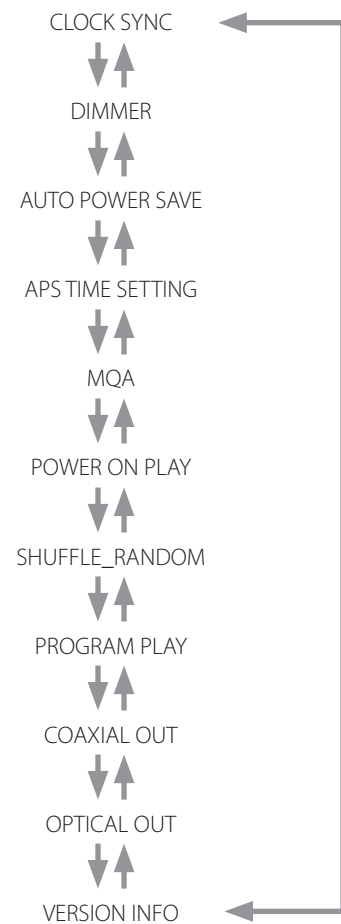 CLOCK SYNC
DIMMER
AUTO POWER SAVE
APS TIME SETTING
MQA
POWER ON PLAY
SHUFFLE_RANDOM
PROGRAM PLAY
COAXIAL OUT
OPTICAL OUT
VERSION INFO